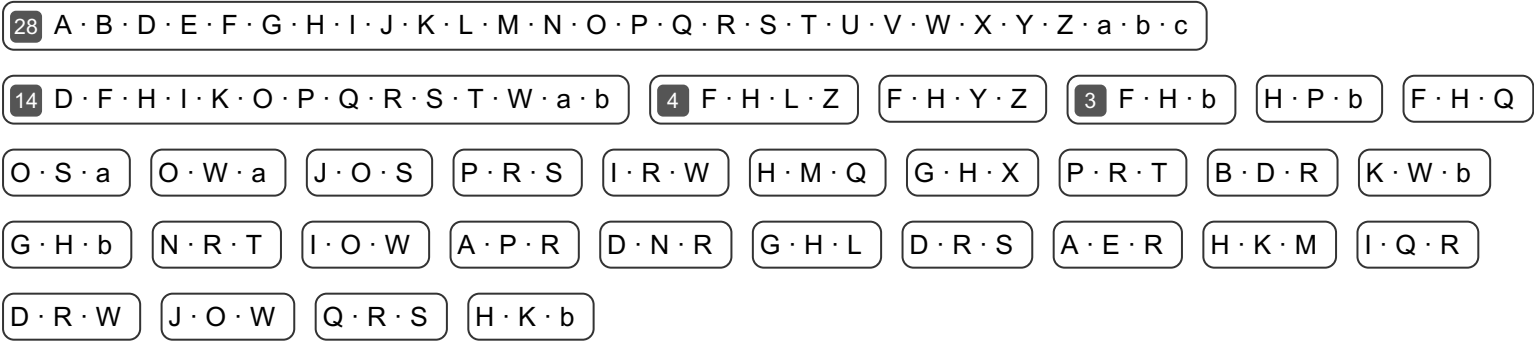 28 A · B · D · E · F · G · H · I · J · K · L · M · N · O · P · Q · R · S · T · U · V · W · X · Y · Z · a · b · c
14 D · F · H · I · K · O · P · Q · R · S · T · W · a · b 4 F · H · L · Z F · H · Y · Z 3 F · H · b H · P · b F · H · Q
O · S · a O · W · a J · O · S P · R · S I · R · W H · M · Q G · H · X P · R · T B · D · R K · W · b
G · H · b N · R · T I · O · W A · P · R D · N · R G · H · L D · R · S A · E · R H · K · M I · Q · R
D · R · W J · O · W Q · R · S H · K · b